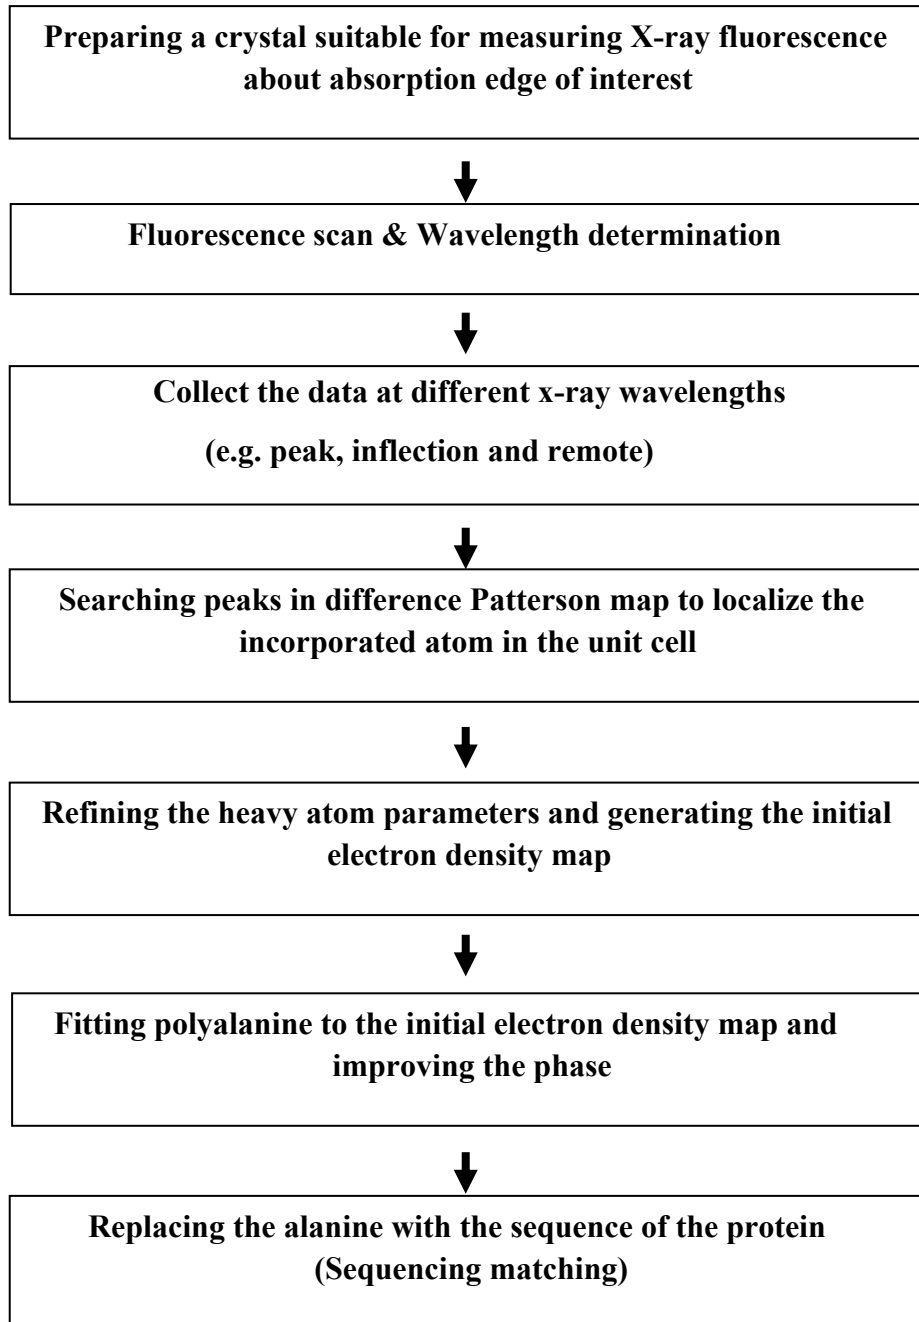 Preparing a crystal suitable for measuring X-ray fluorescence
about absorption edge of interest
Fluorescence scan & Wavelength determination
Collect the data at different x-ray wavelengths
(e.g. peak, inflection and remote)
Searching peaks in difference Patterson map to localize the
incorporated atom in the unit cell
Refining the heavy atom parameters and generating the initial
electron density map
Fitting polyalanine to the initial electron density map and
improving the phase
Replacing the alanine with the sequence of the protein
(Sequencing matching)